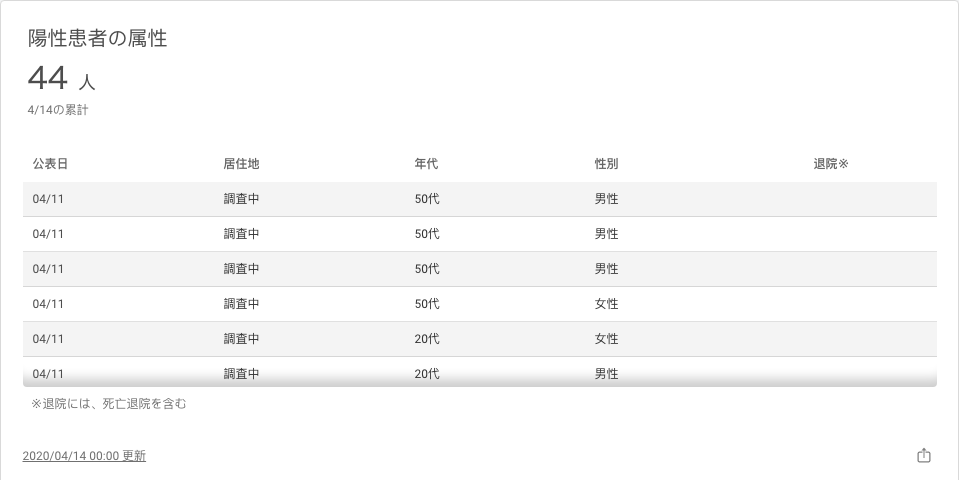 陽性患者の属性
44 人
4/14の累計
公表日 居住地 年代 性別 退院※
04/11 調査中 50代 男性
04/11 調査中 50代 男性
04/11 調査中 50代 男性
04/11 調査中 50代 女性
04/11 調査中 20代 女性
04/11 調査中 20代 男性
※退院には、死亡退院を含む
2020/04/14 00:00 更新